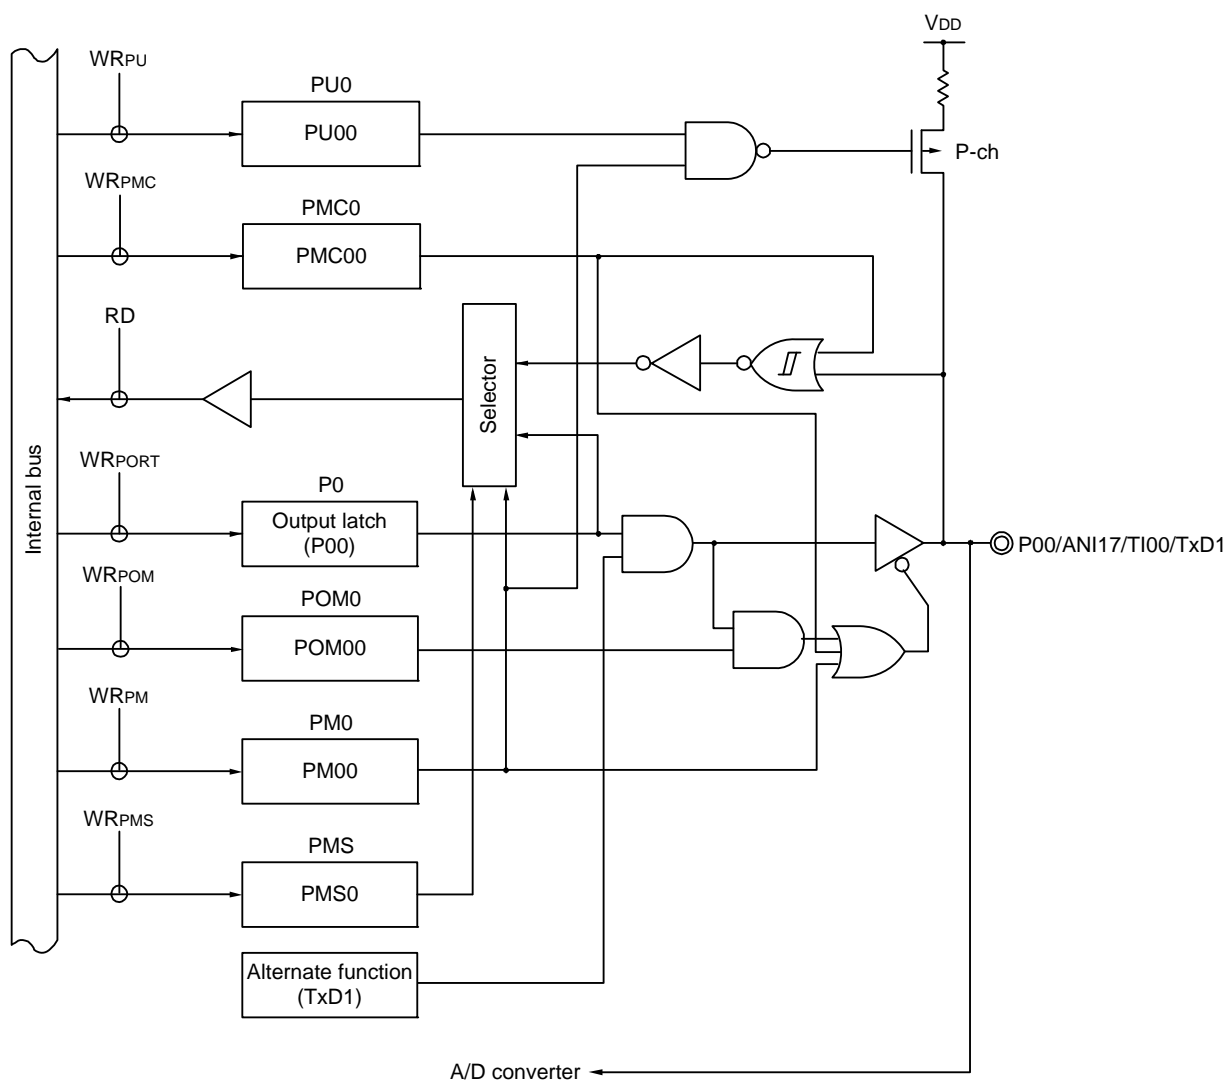 VDD
WRPU
PU0
PU00
P-ch
WRPMC
PMC0
PMC00
RD
Selector
Internal bus
WRPORT
P0
Output latch
(P00)
P00/ANI17/TI00/TxD1
WRPOM
POM0
POM00
WRPM
PM0
PM00
WRPMS
PMS
PMS0
Alternate function
(TxD1)
A/D converter